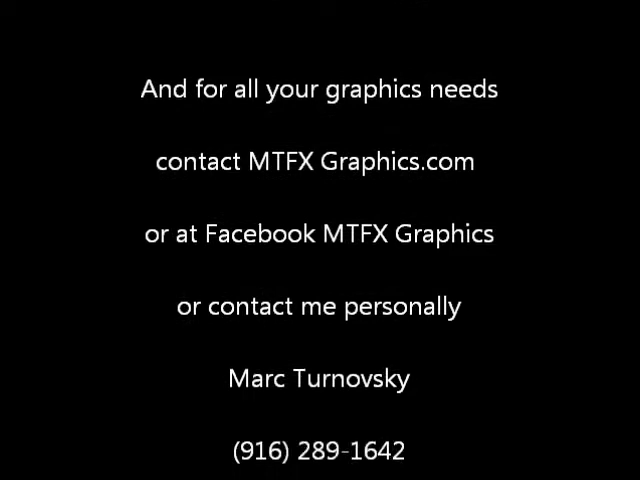 And for all your graphics needs
contact MTFX Graphics.com
or at Facebook MTFX Graphics
or contact me personally
Marc Turnovsky
(916) 289-1642